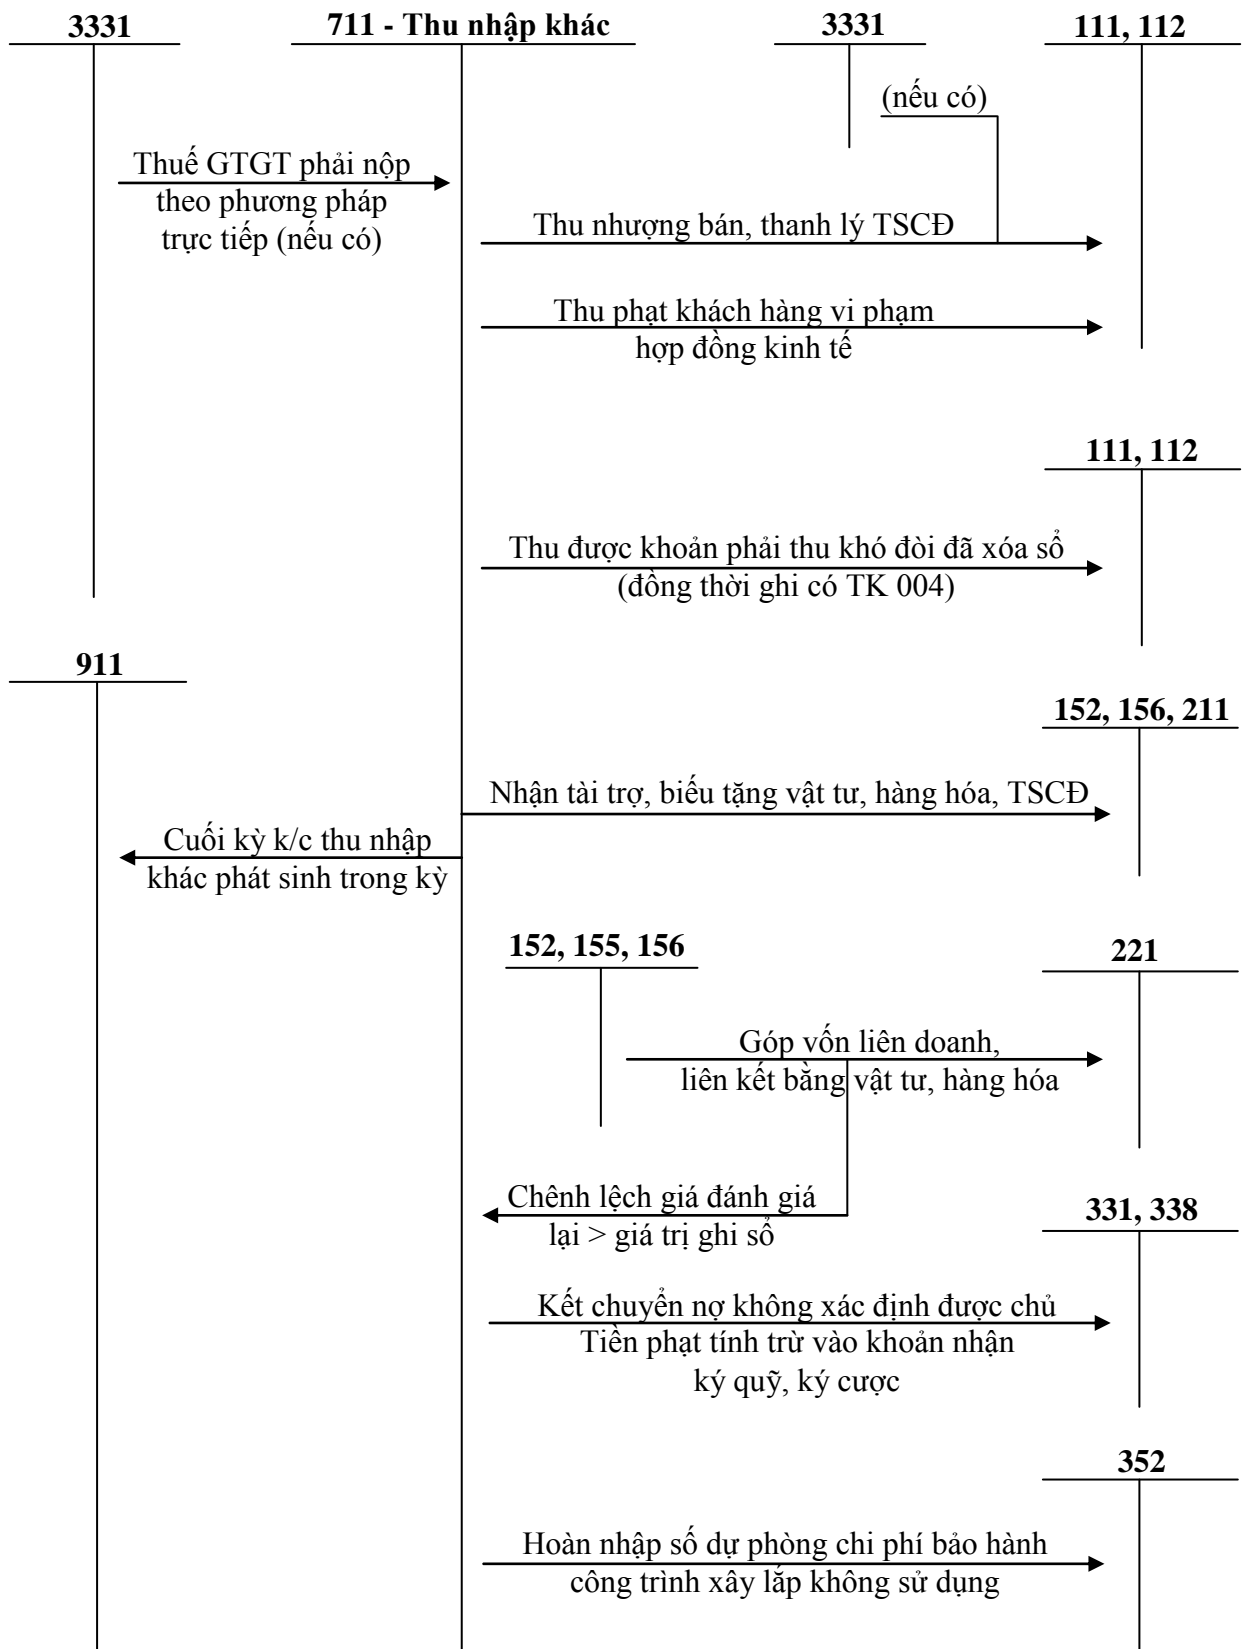 3331
711 - Thu nhập khác
3331
111, 112
(nếu có)
Thuế GTGT phải nộp
theo phương pháp
trực tiếp (nếu có)
Thu nhượng bán, thanh lý TSCĐ
Thu phạt khách hàng vi phạm
hợp đồng kinh tế
111, 112
Thu được khoản phải thu khó đòi đã xóa sổ
(đồng thời ghi có TK 004)
911
152, 156, 211
Nhận tài trợ, biếu tặng vật tư, hàng hóa, TSCĐ
Cuối kỳ k/c thu nhập
khác phát sinh trong kỳ
152, 155, 156
221
Góp vốn liên doanh,
liên kết bằng vật tư, hàng hóa
Chênh lệch giá đánh giá
lại > giá trị ghi sổ
331, 338
Kết chuyển nợ không xác định được chủ
Tiền phạt tính trừ vào khoản nhận
ký quỹ, ký cược
352
Hoàn nhập số dự phòng chi phí bảo hành
công trình xây lắp không sử dụng